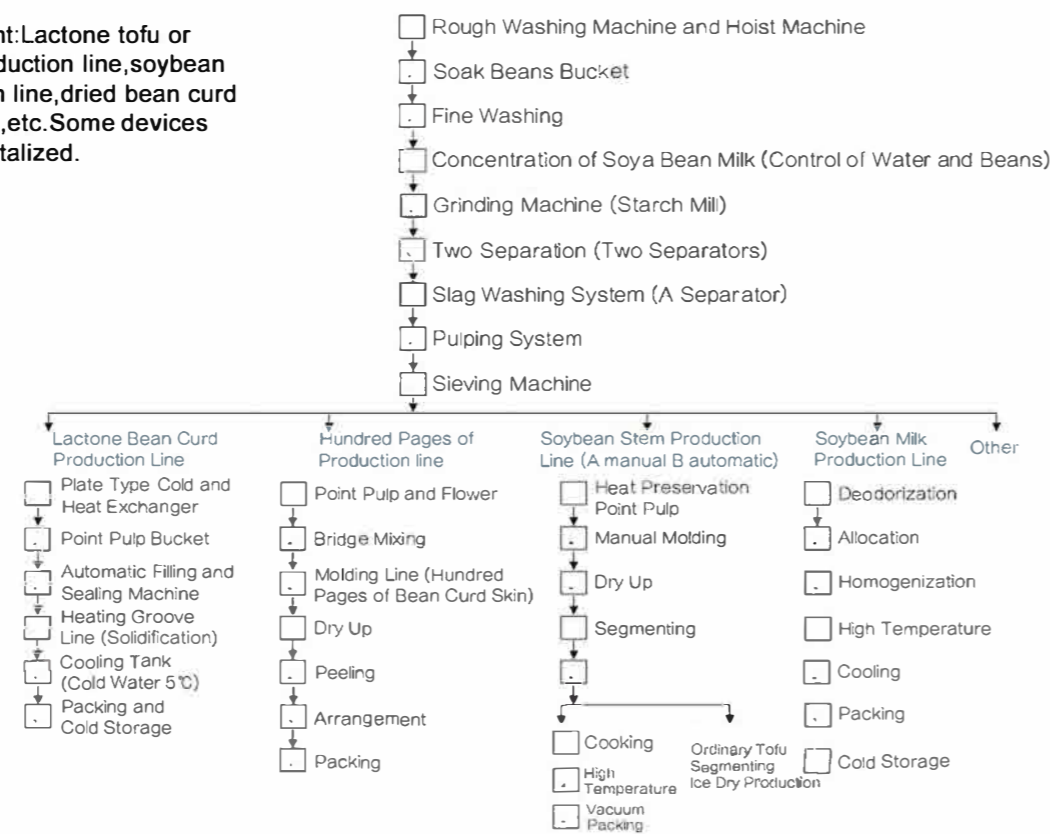 nt:Lactone tofu or
duction line,soybean
n line,dried bean curd
,etc.Some devices
talized.
Rough Washing Machine and Hoist Machine
Soak Beans Bucket
Fine Washing
Concentration of Soya Bean Milk (Control of Water and Beans)
Grinding Machine (Starch Mill)
Two Separation (Two Separators)
Slag Washing System (A Separator)
Pulping System
Sieving Machine
Lactone Bean Curd
Production Line
Plate Type Cold and
Heat Exchanger
Point Pulp Bucket
Automatic Filling and
Sealing Machine
Heating Groove
Line (Solidification)
Cooling Tank
(Cold Water 5℃)
Packing and
Cold Storage
Hundred Pages of
Production line
Point Pulp and Flower
Bridge Mixing
Molding Line (Hundred
Pages of Bean Curd Skin)
Dry Up
Peeling
Arrangement
Packing
Soybean Stem Production
Line (A manual B automatic)
Heat Preservation
Point Pulp
Manual Molding
Dry Up
Segmenting
Cooking
High
Temperature
Vacuum
Packing
Ordinary Tofu
Segmenting
Ice Dry Production
Soybean Milk
Production Line
Deodorization
Allocation
Homogenization
High Temperature
Cooling
Packing
Cold Storage
Other